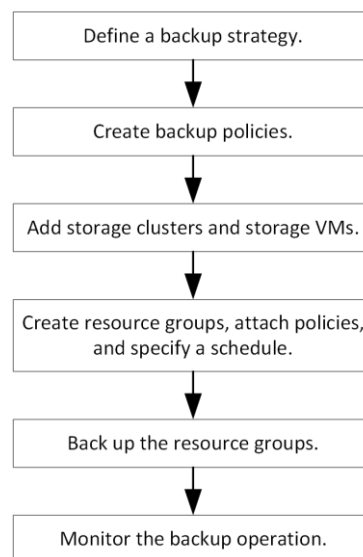 Define a backup strategy.
Create backup policies.
Add storage clusters and storage VMs.
Create resource groups, attach policies,
and specify a schedule.
Back up the resource groups.
Monitor the backup operation.